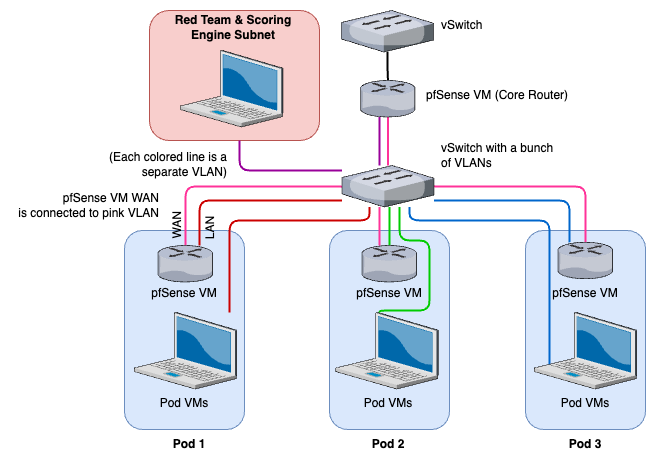 Red Team & Scoring
Engine Subnet
vSwitch
pfSense VM (Core Router)
(Each colored line is a
separate VLAN)
vSwitch with a bunch
of VLANs
pfSense VM WAN
is connected to pink VLAN
WAN
LAN
pfSense VM
pfSense VM
pfSense VM
Pod VMs
Pod VMs
Pod VMs
Pod 1
Pod 2
Pod 3